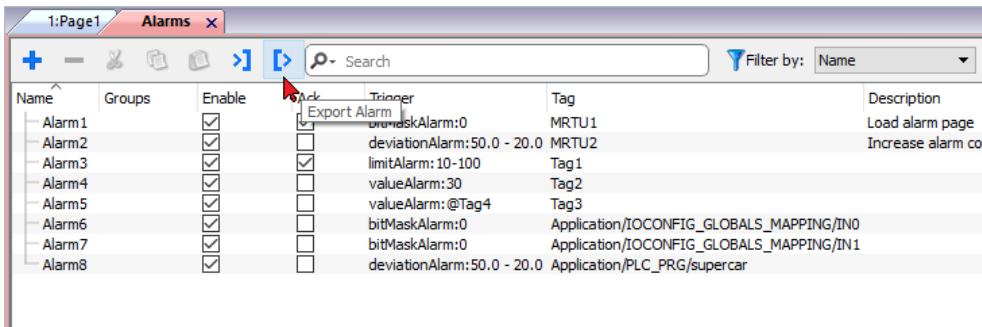 1:Page1 Alarms x
Search Filter by: Name
Name Groups Enable Ack Trigger Tag Description
Export Alarm
Alarm1 bitMaskAlarm:0 MRTU1 Load alarm page
Alarm2 deviationAlarm:50.0 - 20.0 MRTU2 Increase alarm co
Alarm3 limitAlarm:10-100 Tag1
Alarm4 valueAlarm:30 Tag2
Alarm5 valueAlarm:@Tag4 Tag3
Alarm6 bitMaskAlarm:0 Application/IOCONFIG_GLOBALS_MAPPING/IN0
Alarm7 bitMaskAlarm:0 Application/IOCONFIG_GLOBALS_MAPPING/IN1
Alarm8 deviationAlarm:50.0 - 20.0 Application/PLC_PRG/supercar